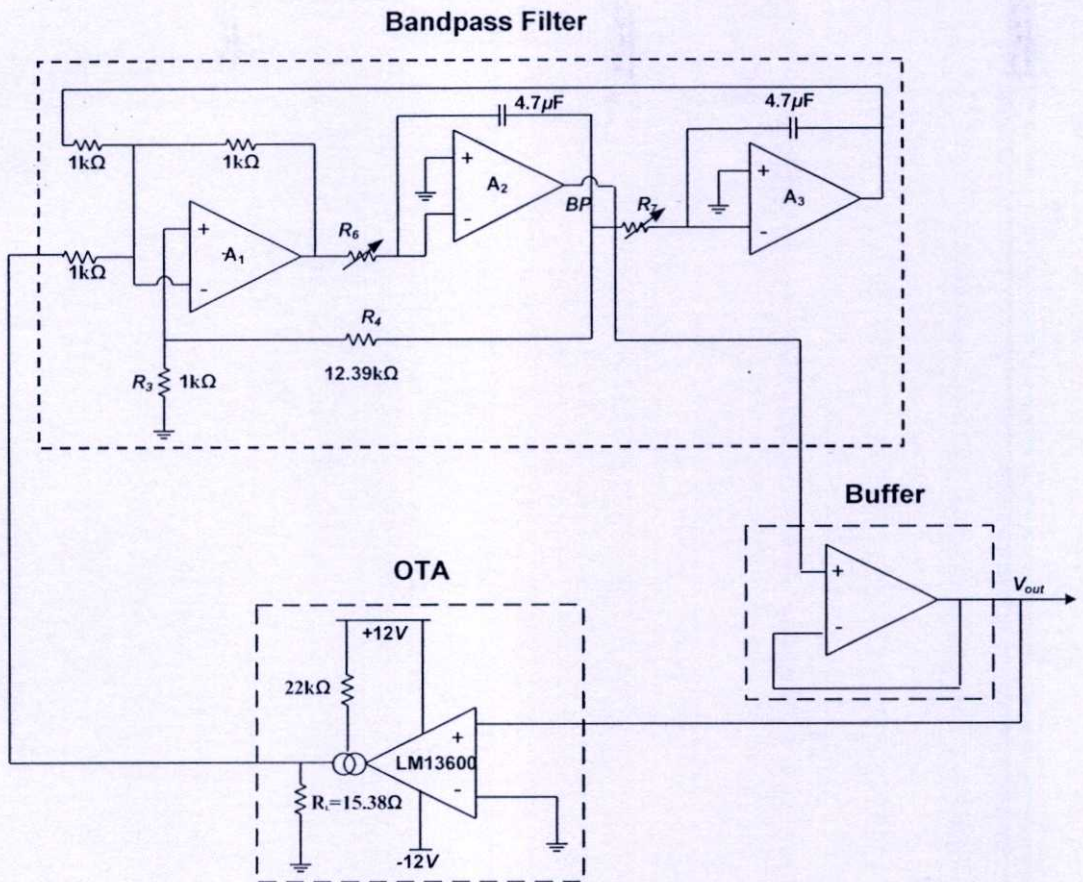 Bandpass Filter
4.7µF
4.7µF
1kΩ
1kΩ
+
A2
-
BP
+
A3
-
R6
R7
1kΩ
+
A1
-
R4
12.39kΩ
R3
1kΩ
Buffer
+
-
Vout
OTA
+12V
22kΩ
+
LM13600
-
RL=15.38Ω
-12V